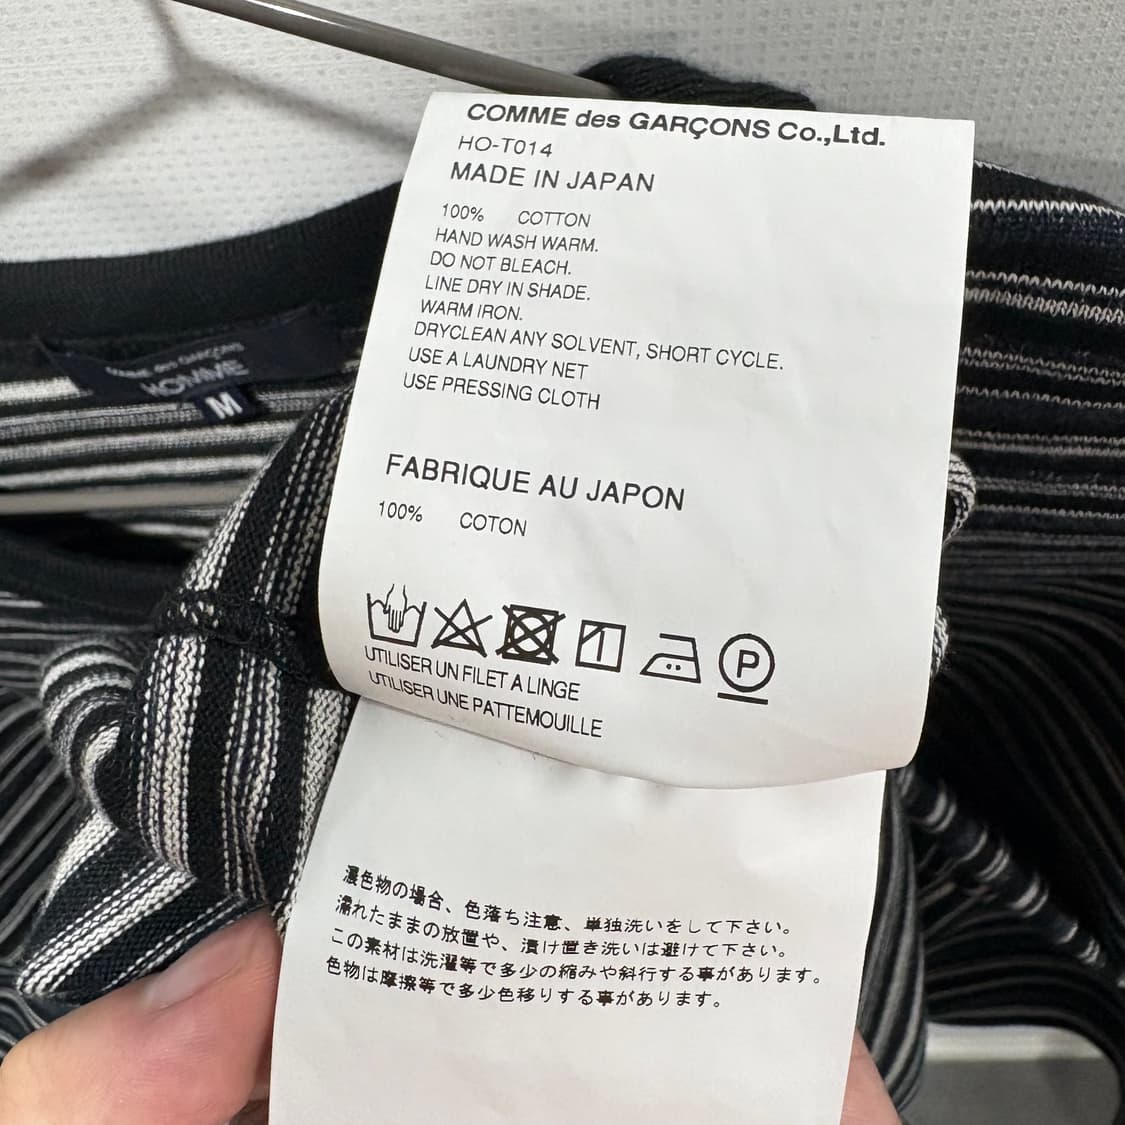 COMME des GARÇONS Co.,Ltd.
HO-T014
MADE IN JAPAN
100% COTTON
HAND WASH WARM.
DO NOT BLEACH.
LINE DRY IN SHADE.
WARM IRON.
DRYCLEAN ANY SOLVENT, SHORT CYCLE.
USE A LAUNDRY NET
USE PRESSING CLOTH
FABRIQUE AU JAPON
100% COTON
P
UTILISER UN FILET A LINGE
UTILISER UNE PATTEMOUILLE
濃色物の場合、色落ち注意、単独洗いをして下さい。
濡れたままの放置や、漬け置き洗いは避けて下さい。
この素材は洗濯等で多少の縮みや斜行する事があります。
色物は摩擦等で多少色移りする事があります。
COMME des GARÇONS
HOMME
M